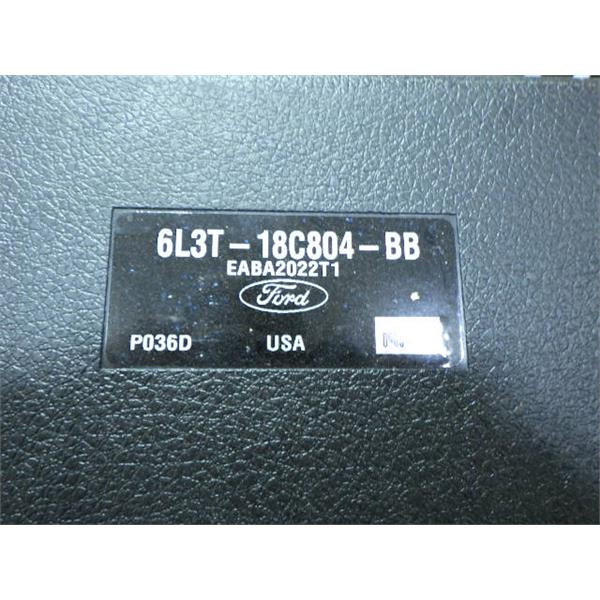 6L3T-18C804-BB
EABA2022T1
Ford
P036D USA